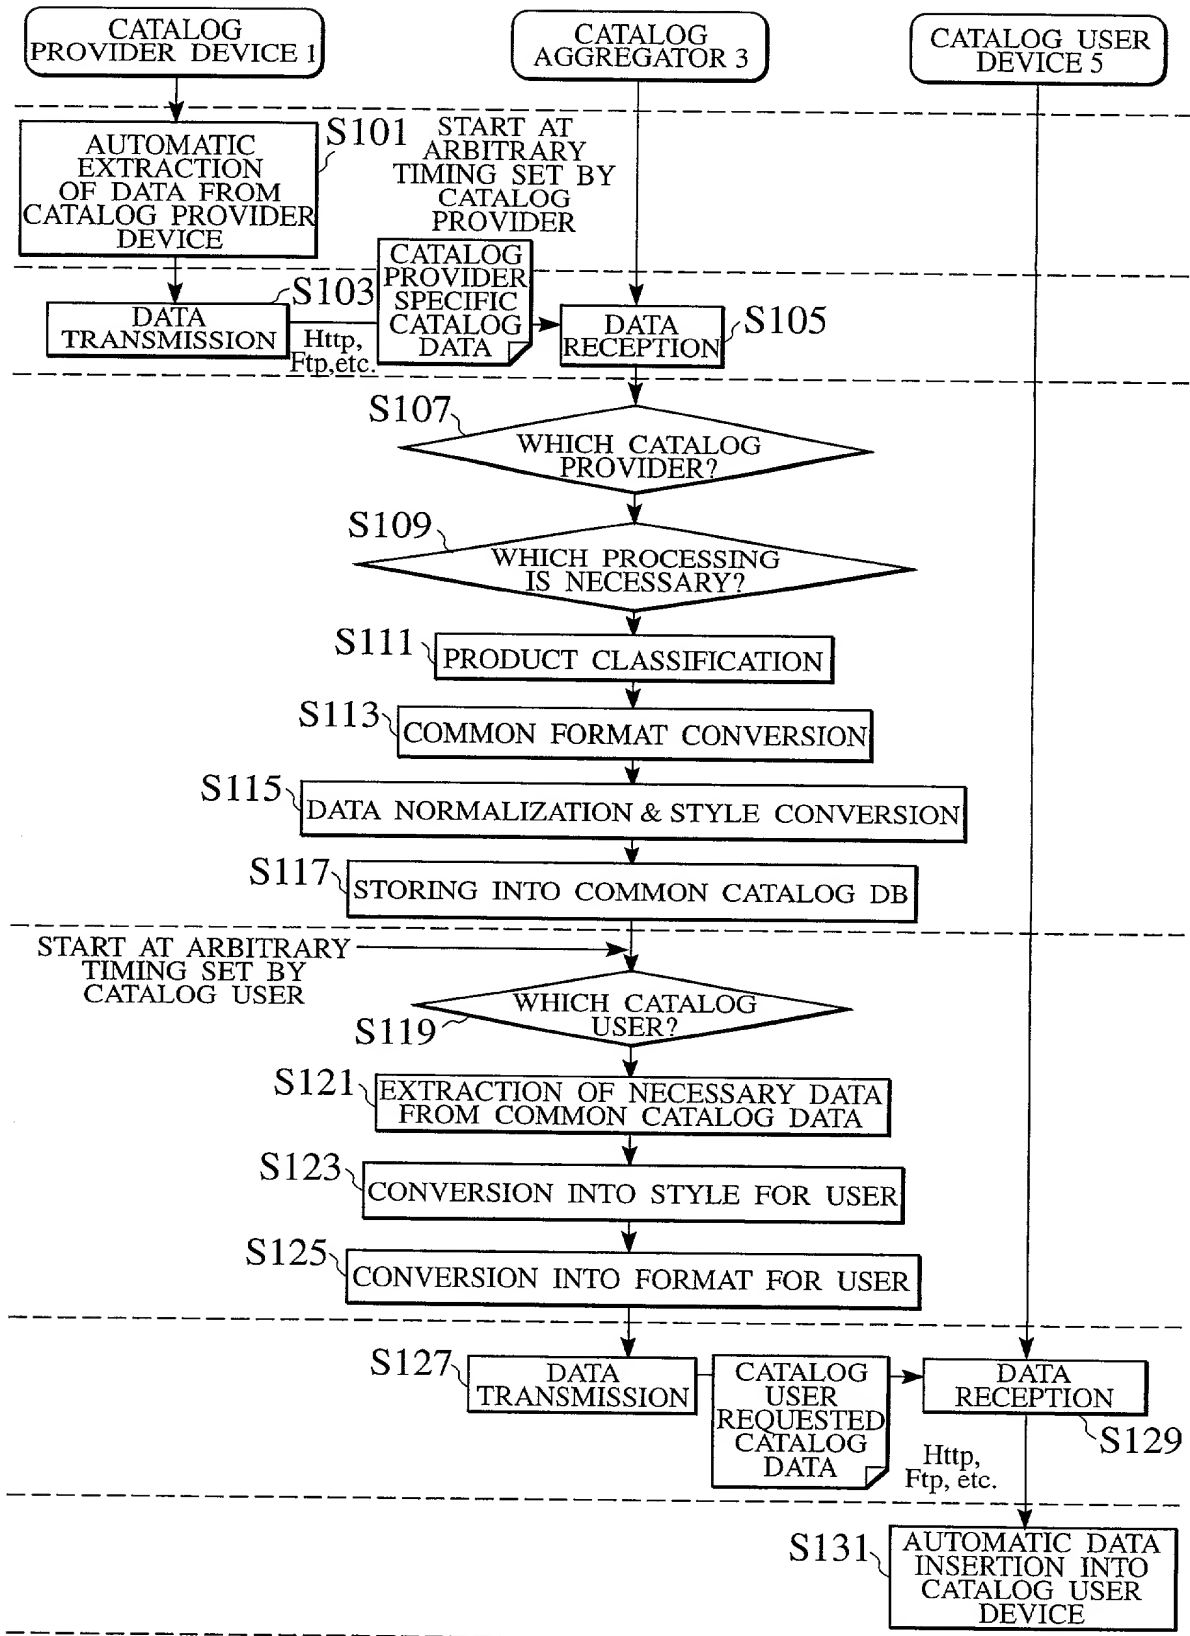 CATALOG
PROVIDER DEVICE 1
CATALOG
AGGREGATOR 3
CATALOG USER
DEVICE 5
S101
AUTOMATIC
EXTRACTION
OF DATA FROM
CATALOG PROVIDER
DEVICE
START AT
ARBITRARY
TIMING SET BY
CATALOG
PROVIDER
S103
DATA
TRANSMISSION
Http,
Ftp,etc.
CATALOG
PROVIDER
SPECIFIC
CATALOG
DATA
DATA
RECEPTION
S105
S107
WHICH CATALOG
PROVIDER?
S109
WHICH PROCESSING
IS NECESSARY?
S111
PRODUCT CLASSIFICATION
S113
COMMON FORMAT CONVERSION
S115
DATA NORMALIZATION & STYLE CONVERSION
S117
STORING INTO COMMON CATALOG DB
START AT ARBITRARY
TIMING SET BY
CATALOG USER
WHICH CATALOG
USER?
S119
S121
EXTRACTION OF NECESSARY DATA
FROM COMMON CATALOG DATA
S123
CONVERSION INTO STYLE FOR USER
S125
CONVERSION INTO FORMAT FOR USER
S127
DATA
TRANSMISSION
CATALOG
USER
REQUESTED
CATALOG
DATA
DATA
RECEPTION
S129
Http,
Ftp, etc.
S131
AUTOMATIC DATA
INSERTION INTO
CATALOG USER
DEVICE